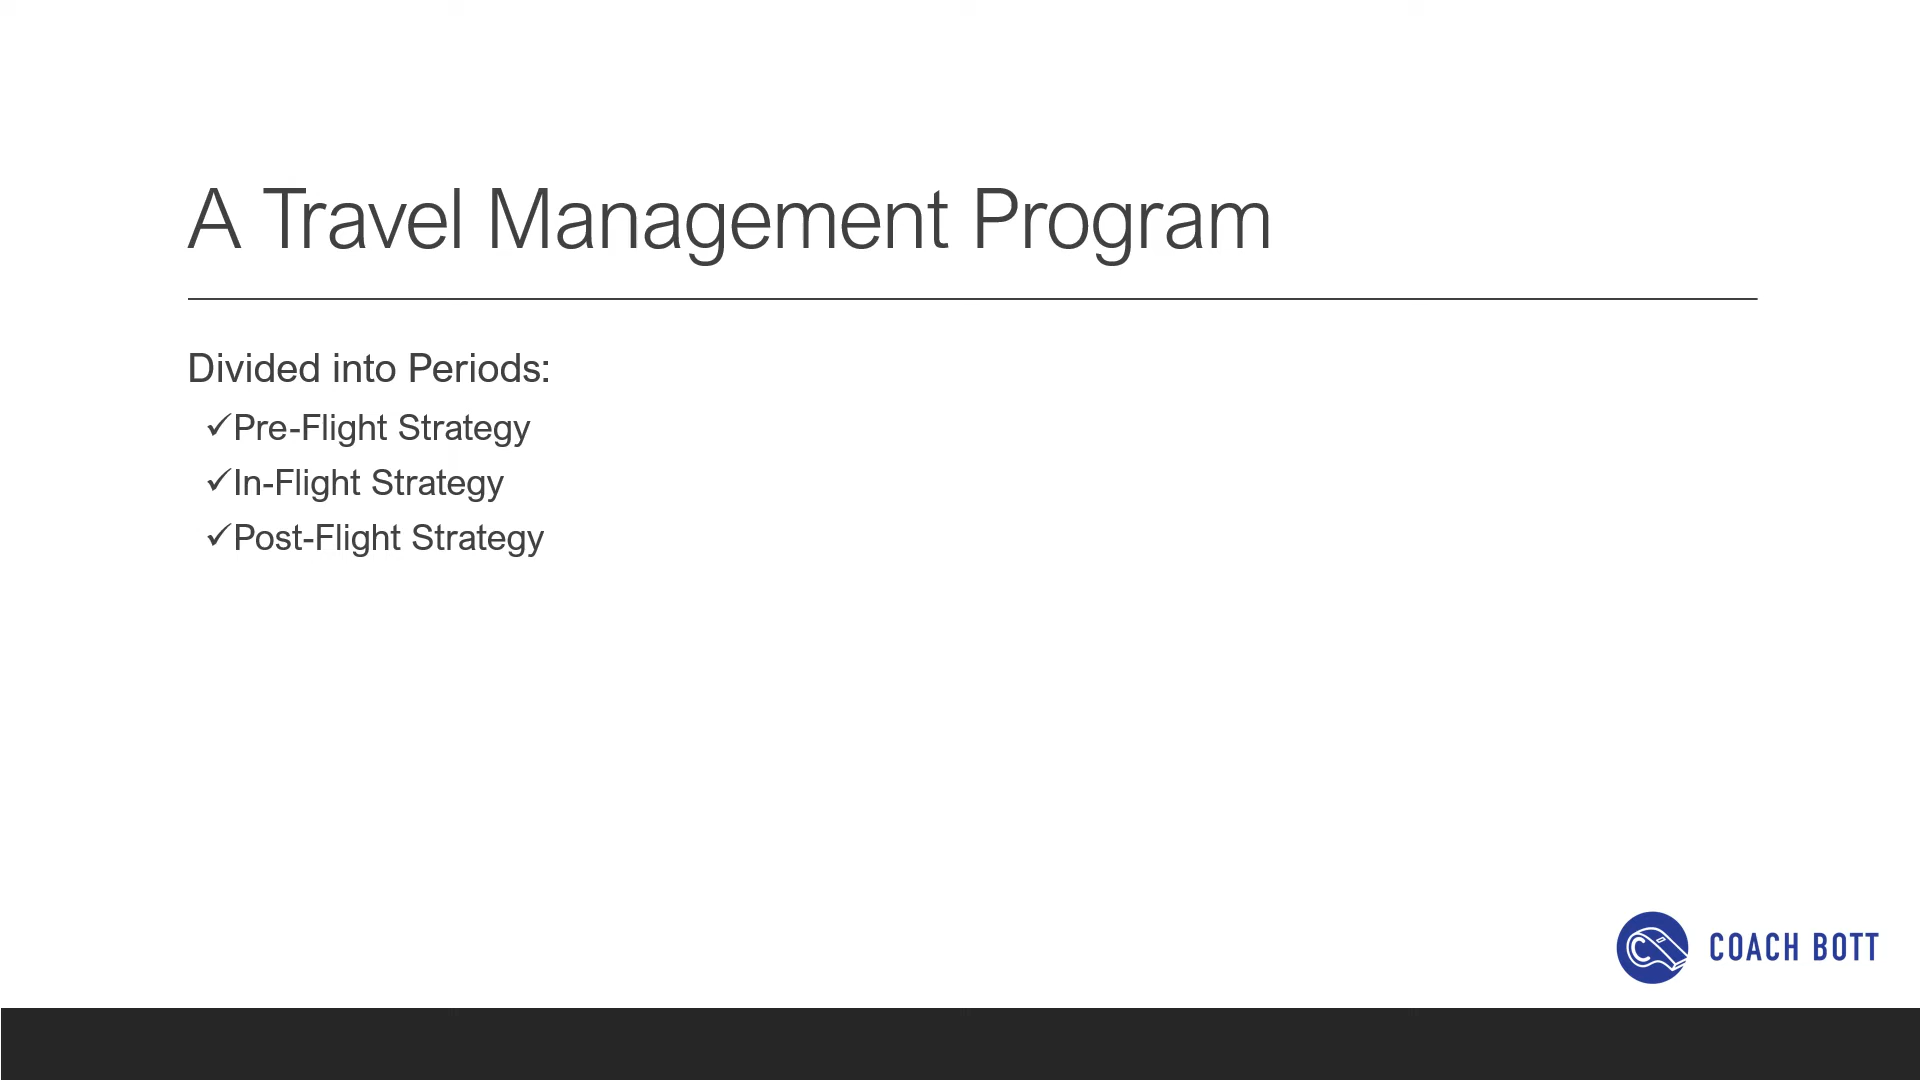 A Travel Management Program
Divided into Periods:
✓Pre-Flight Strategy
✓In-Flight Strategy
✓Post-Flight Strategy
C COACH BOTT